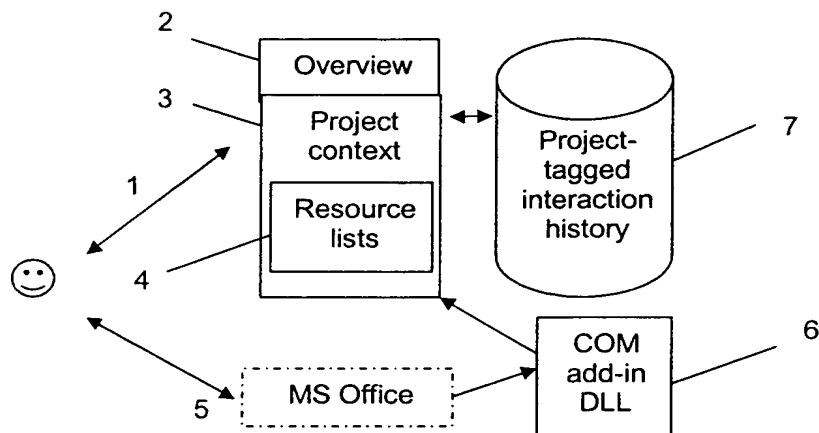 2
Overview
3
Project
context
Project-
tagged
interaction
history
7
1
Resource
lists
4
COM
add-in
DLL
6
MS Office
5